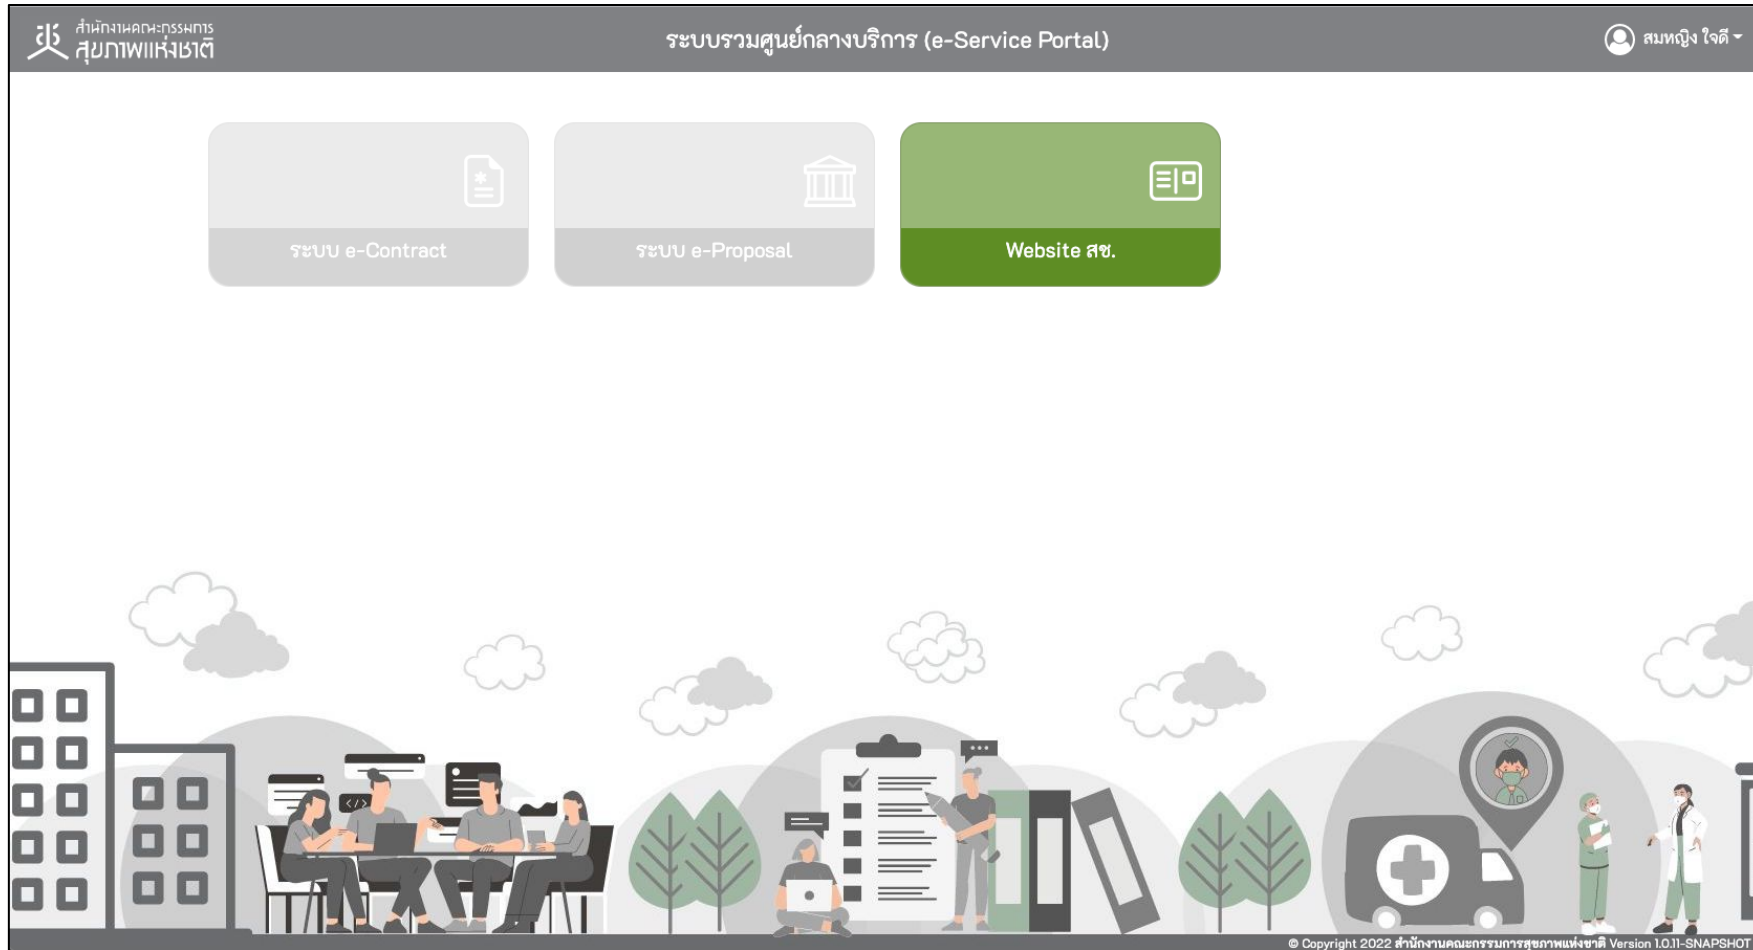 สำนักงานคณะกรรมการ
สุขภาพแห่งชาติ
ระบบรวมศูนย์กลางบริการ (e-Service Portal)
สมหญิง ใจดี
ระบบ e-Contract
ระบบ e-Proposal
Website สช.
</>
© Copyright 2022 สำนักงานคณะกรรมการสุขภาพแห่งชาติ Version 1.0.11-SNAPSHOT